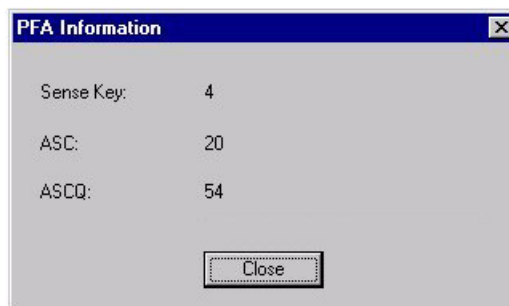 PFA Information
Sense Key: 4
ASC: 20
ASCQ: 54
Close